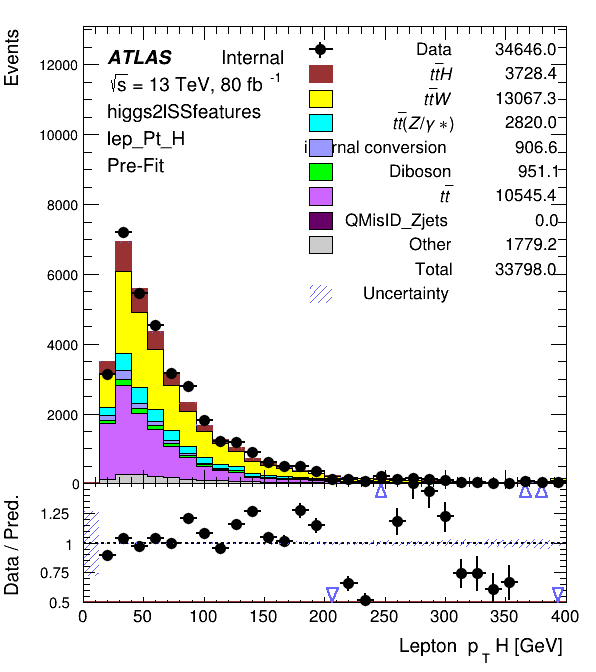 Events
12000
10000
8000
6000
4000
2000
0
ATLAS Internal
√s = 13 TeV, 80 fb -1
higgs2lSSfeatures
lep_Pt_H
Pre-Fit
Data 34646.0
tt̄H 3728.4
tt̄W 13067.3
tt̄(Z/γ*) 2820.0
internal conversion 906.6
Diboson 951.1
tt̄ 10545.4
QMisID_Zjets 0.0
Other 1779.2
Total 33798.0
Uncertainty
Data / Pred.
1.25
1
0.75
0.5
0 50 100 150 200 250 300 350 400
Lepton p_T H [GeV]